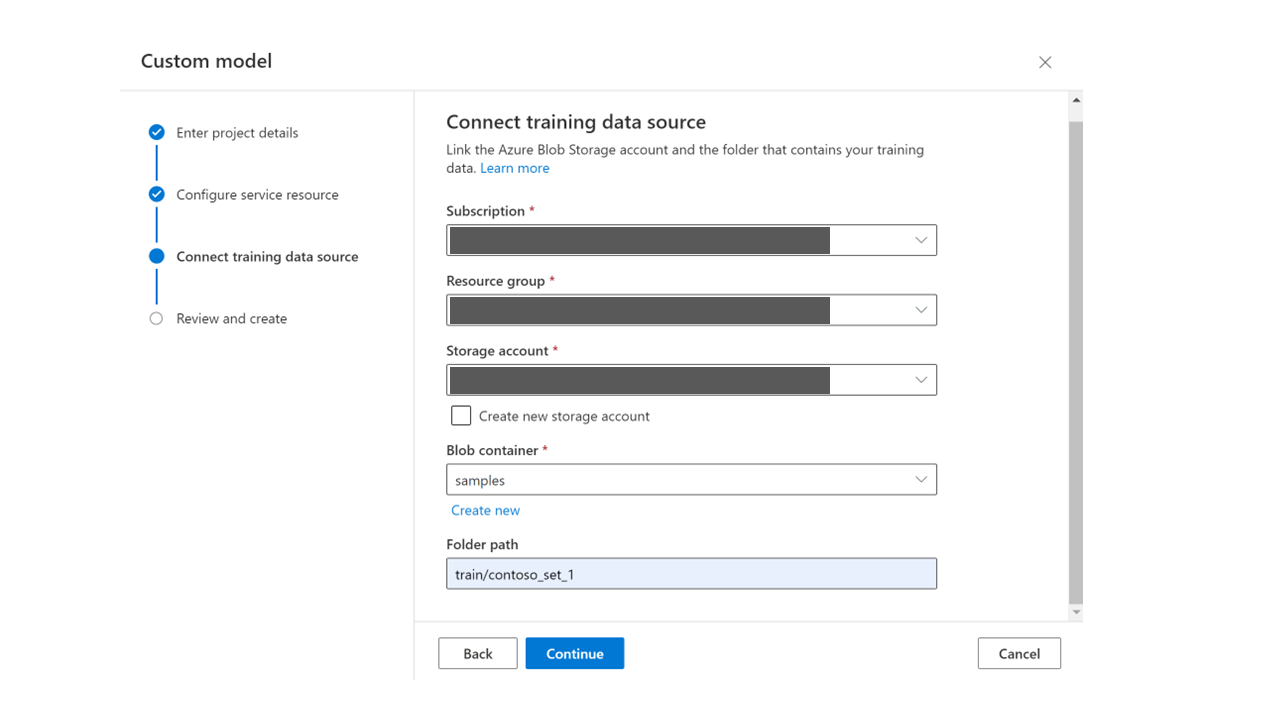 Custom model
Enter project details
Configure service resource
Connect training data source
Review and create
Connect training data source
Link the Azure Blob Storage account and the folder that contains your training
data. Learn more
Subscription *
Resource group *
Storage account *
Create new storage account
Blob container *
samples
Create new
Folder path
train/contoso_set_1
Back
Continue
Cancel